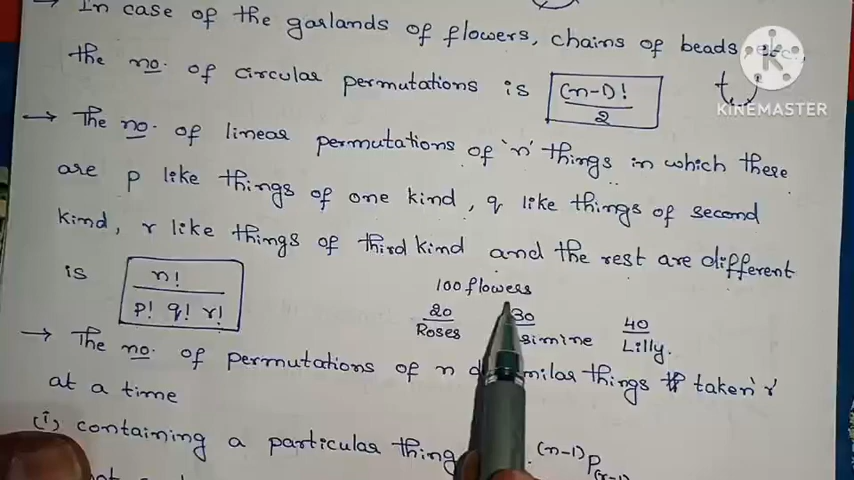 → In case of the garlands of flowers, chains of beads, etc.,
the no. of circular permutations is (n-1)! / 2
KINEMASTER
→ The no. of linear permutations of 'n' things in which these
are p like things of one kind, q like things of second
kind, r like things of third kind and the rest are different
is n! / p! q! r!
100 flowers
20 30 40
Roses simine Lilly.
→ The no. of permutations of n milar things taken 'r'
at a time
(i) containing a particular thing (n-1)P(r-1)